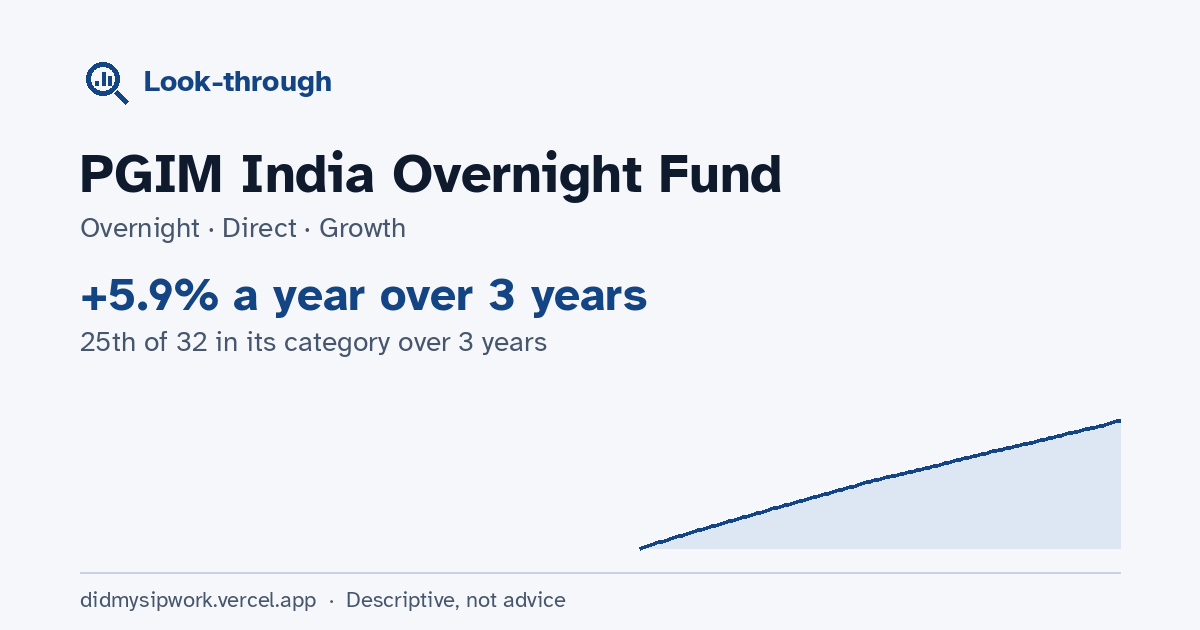 Look-through
PGIM India Overnight Fund
Overnight · Direct · Growth
+5.9% a year over 3 years
25th of 32 in its category over 3 years
didmysipwork.vercel.app · Descriptive, not advice